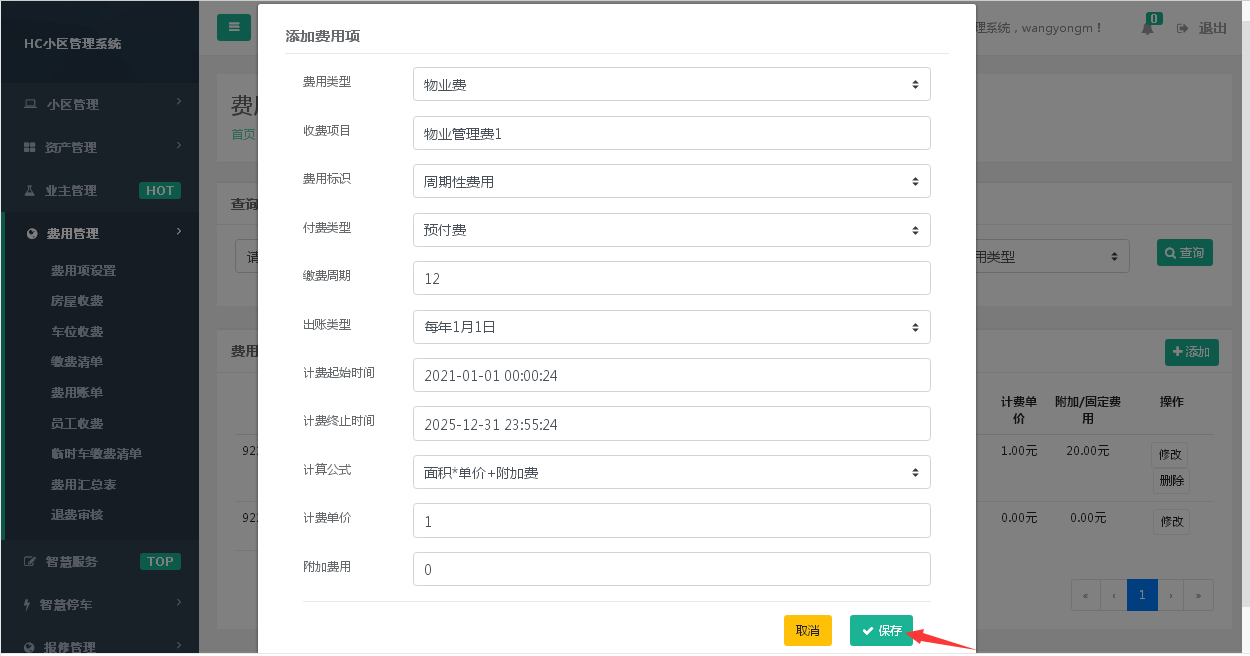 HC小区管理系统
小区管理
资产管理
业主管理
HOT
费用管理
费用项设置
房屋收费
车位收费
缴费清单
费用账单
员工收费
临时车缴费清单
费用汇总表
退费审核
智慧服务
TOP
智慧停车
报修管理
理系统，wangyongm！
0
退出
首页
查询
请
用类型
查询
费用
添加
计费单价
附加/固定费用
操作
92
1.00元
20.00元
修改
删除
92
0.00元
0.00元
修改
«
‹
1
›
»
添加费用项
费用类型
物业费
收费项目
物业管理费1
费用标识
周期性费用
付费类型
预付费
缴费周期
12
出账类型
每年1月1日
计费起始时间
2021-01-01 00:00:24
计费终止时间
2025-12-31 23:55:24
计算公式
面积*单价+附加费
计费单价
1
附加费用
0
取消
保存